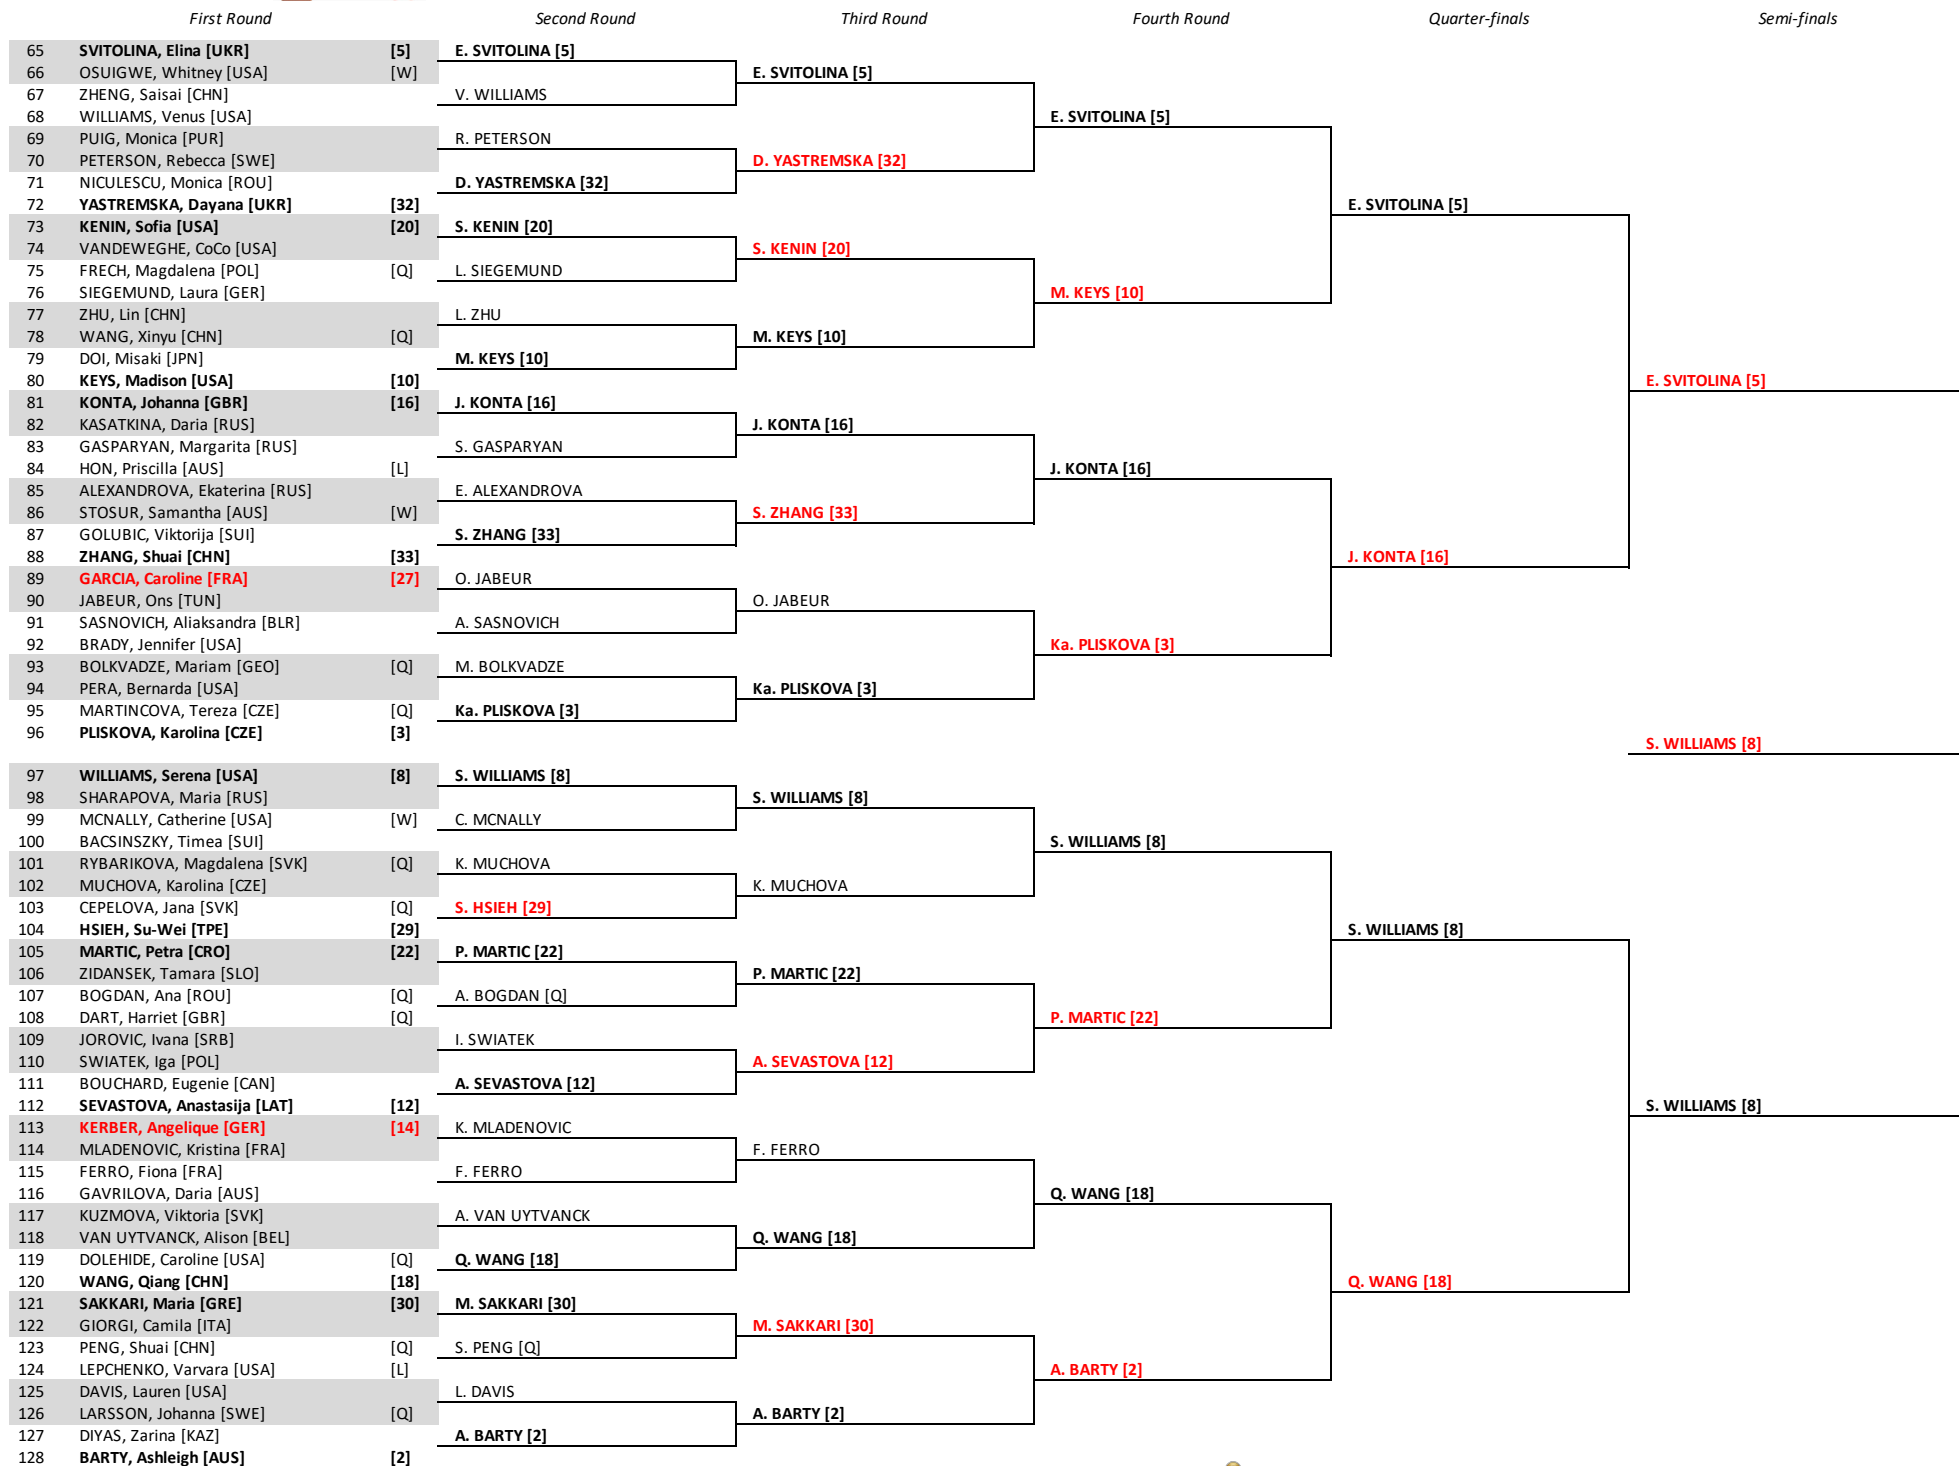 First Round Second Round Third Round Fourth Round Quarter-finals Semi-finals
65 SVITOLINA, Elina [UKR] [5] E. SVITOLINA [5]
66 OSUIGWE, Whitney [USA] [W] E. SVITOLINA [5]
67 ZHENG, Saisai [CHN] V. WILLIAMS
68 WILLIAMS, Venus [USA] E. SVITOLINA [5]
69 PUIG, Monica [PUR] R. PETERSON
70 PETERSON, Rebecca [SWE] D. YASTREMSKA [32]
71 NICULESCU, Monica [ROU] D. YASTREMSKA [32]
72 YASTREMSKA, Dayana [UKR] [32] E. SVITOLINA [5]
73 KENIN, Sofia [USA] [20] S. KENIN [20]
74 VANDEWEGHE, CoCo [USA] S. KENIN [20]
75 FRECH, Magdalena [POL] [Q] L. SIEGEMUND
76 SIEGEMUND, Laura [GER] M. KEYS [10]
77 ZHU, Lin [CHN] L. ZHU
78 WANG, Xinyu [CHN] [Q] M. KEYS [10]
79 DOI, Misaki [JPN] M. KEYS [10]
80 KEYS, Madison [USA] [10] E. SVITOLINA [5]
81 KONTA, Johanna [GBR] [16] J. KONTA [16]
82 KASATKINA, Daria [RUS] J. KONTA [16]
83 GASPARYAN, Margarita [RUS] S. GASPARYAN
84 HON, Priscilla [AUS] [L] J. KONTA [16]
85 ALEXANDROVA, Ekaterina [RUS] E. ALEXANDROVA
86 STOSUR, Samantha [AUS] [W] S. ZHANG [33]
87 GOLUBIC, Viktorija [SUI] S. ZHANG [33]
88 ZHANG, Shuai [CHN] [33] J. KONTA [16]
89 GARCIA, Caroline [FRA] [27] O. JABEUR
90 JABEUR, Ons [TUN] O. JABEUR
91 SASNOVICH, Aliaksandra [BLR] A. SASNOVICH
92 BRADY, Jennifer [USA] Ka. PLISKOVA [3]
93 BOLKVADZE, Mariam [GEO] [Q] M. BOLKVADZE
94 PERA, Bernarda [USA] Ka. PLISKOVA [3]
95 MARTINCOVA, Tereza [CZE] [Q] Ka. PLISKOVA [3]
96 PLISKOVA, Karolina [CZE] [3]
S. WILLIAMS [8]
97 WILLIAMS, Serena [USA] [8] S. WILLIAMS [8]
98 SHARAPOVA, Maria [RUS] S. WILLIAMS [8]
99 MCNALLY, Catherine [USA] [W] C. MCNALLY
100 BACSINSZKY, Timea [SUI] S. WILLIAMS [8]
101 RYBARIKOVA, Magdalena [SVK] [Q] K. MUCHOVA
102 MUCHOVA, Karolina [CZE] K. MUCHOVA
103 CEPELOVA, Jana [SVK] [Q] S. HSIEH [29]
104 HSIEH, Su-Wei [TPE] [29] S. WILLIAMS [8]
105 MARTIC, Petra [CRO] [22] P. MARTIC [22]
106 ZIDANSEK, Tamara [SLO] P. MARTIC [22]
107 BOGDAN, Ana [ROU] [Q] A. BOGDAN [Q]
108 DART, Harriet [GBR] [Q] P. MARTIC [22]
109 JOROVIC, Ivana [SRB] I. SWIATEK
110 SWIATEK, Iga [POL] A. SEVASTOVA [12]
111 BOUCHARD, Eugenie [CAN] A. SEVASTOVA [12]
112 SEVASTOVA, Anastasija [LAT] [12] S. WILLIAMS [8]
113 KERBER, Angelique [GER] [14] K. MLADENOVIC
114 MLADENOVIC, Kristina [FRA] F. FERRO
115 FERRO, Fiona [FRA] F. FERRO
116 GAVRILOVA, Daria [AUS] Q. WANG [18]
117 KUZMOVA, Viktoria [SVK] A. VAN UYTVANCK
118 VAN UYTVANCK, Alison [BEL] Q. WANG [18]
119 DOLEHIDE, Caroline [USA] [Q] Q. WANG [18]
120 WANG, Qiang [CHN] [18] Q. WANG [18]
121 SAKKARI, Maria [GRE] [30] M. SAKKARI [30]
122 GIORGI, Camila [ITA] M. SAKKARI [30]
123 PENG, Shuai [CHN] [Q] S. PENG [Q]
124 LEPCHENKO, Varvara [USA] [L] A. BARTY [2]
125 DAVIS, Lauren [USA] L. DAVIS
126 LARSSON, Johanna [SWE] [Q] A. BARTY [2]
127 DIYAS, Zarina [KAZ] A. BARTY [2]
128 BARTY, Ashleigh [AUS] [2]